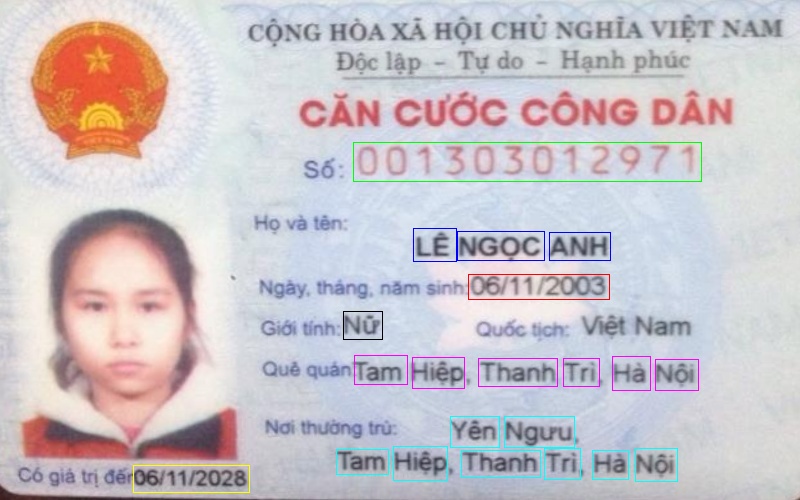 CỘNG HÒA XÃ HỘI CHỦ NGHĨA VIỆT NAM
Độc lập – Tự do – Hạnh phúc
CĂN CƯỚC CÔNG DÂN
Số: 001303012971
Họ và tên:
LÊ NGỌC ANH
Ngày, tháng, năm sinh: 06/11/2003
Giới tính: Nữ Quốc tịch: Việt Nam
Quê quán Tam Hiệp, Thanh Trì, Hà Nội
Nơi thường trú: Yên Ngưu,
Tam Hiệp, Thanh Trì, Hà Nội
Có giá trị đến 06/11/2028